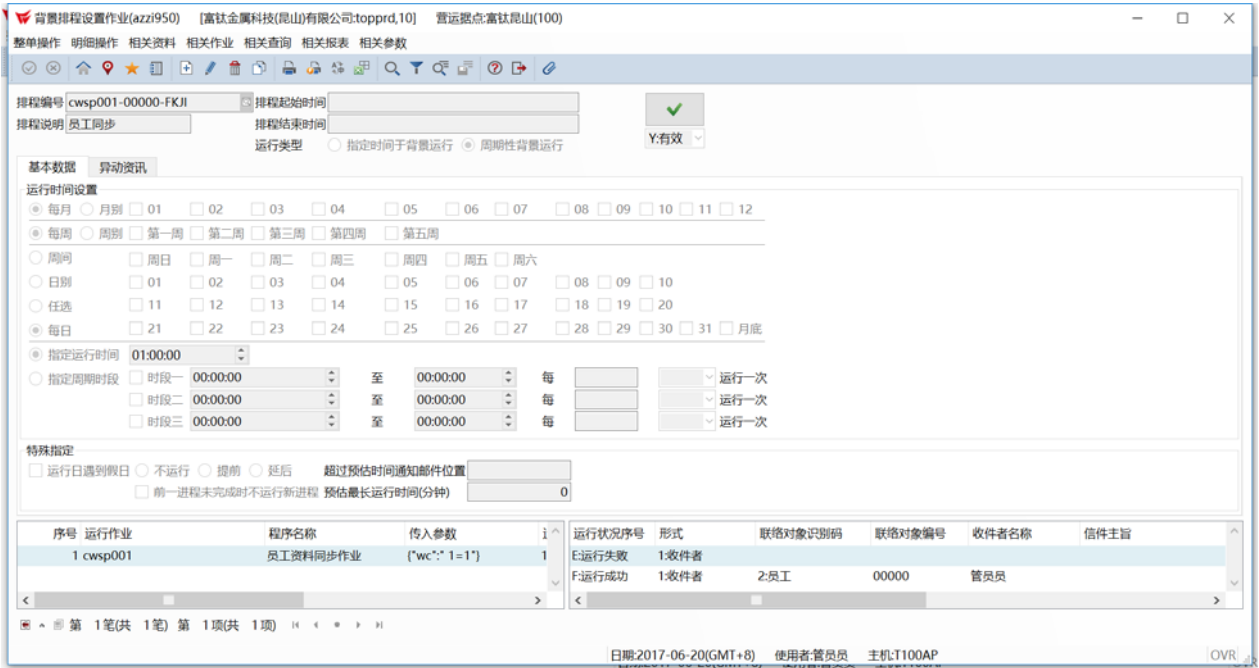 背景排程设置作业(azzi950) [富钛金属科技(昆山)有限公司:topprd,10] 营运据点:富钛昆山(100)
整单操作 明细操作 相关资料 相关作业 相关查询 相关报表 相关参数
排程编号 cwsp001-00000-FKJI 排程起始时间
排程说明 员工同步 排程结束时间
运行类型 指定时间于背景运行 周期性背景运行 Y:有效
基本数据 异动资讯
运行时间设置
每月 月别 01 02 03 04 05 06 07 08 09 10 11 12
每周 周别 第一周 第二周 第三周 第四周 第五周
周间 周日 周一 周二 周三 周四 周五 周六
日别 01 02 03 04 05 06 07 08 09 10
任选 11 12 13 14 15 16 17 18 19 20
每日 21 22 23 24 25 26 27 28 29 30 31 月底
指定运行时间 01:00:00
指定周期时段 时段一 00:00:00 至 00:00:00 每 运行一次
时段二 00:00:00 至 00:00:00 每 运行一次
时段三 00:00:00 至 00:00:00 每 运行一次
特殊指定
运行日遇到假日 不运行 提前 延后 超过预估时间通知邮件位置
前一进程未完成时不运行新进程 预估最长运行时间(分钟) 0
序号 运行作业 程序名称 传入参数 运行状况序号 形式 联络对象识别码 联络对象编号 收件者名称 信件主旨
1 cwsp001 员工资料同步作业 {"wc":" 1=1"} 1 E:运行失败 1:收件者
F:运行成功 1:收件者 2:员工 00000 管员员
第 1笔(共 1笔) 第 1项(共 1项)
日期:2017-06-20(GMT+8) 使用者:管员员 主机:T100AP OVR